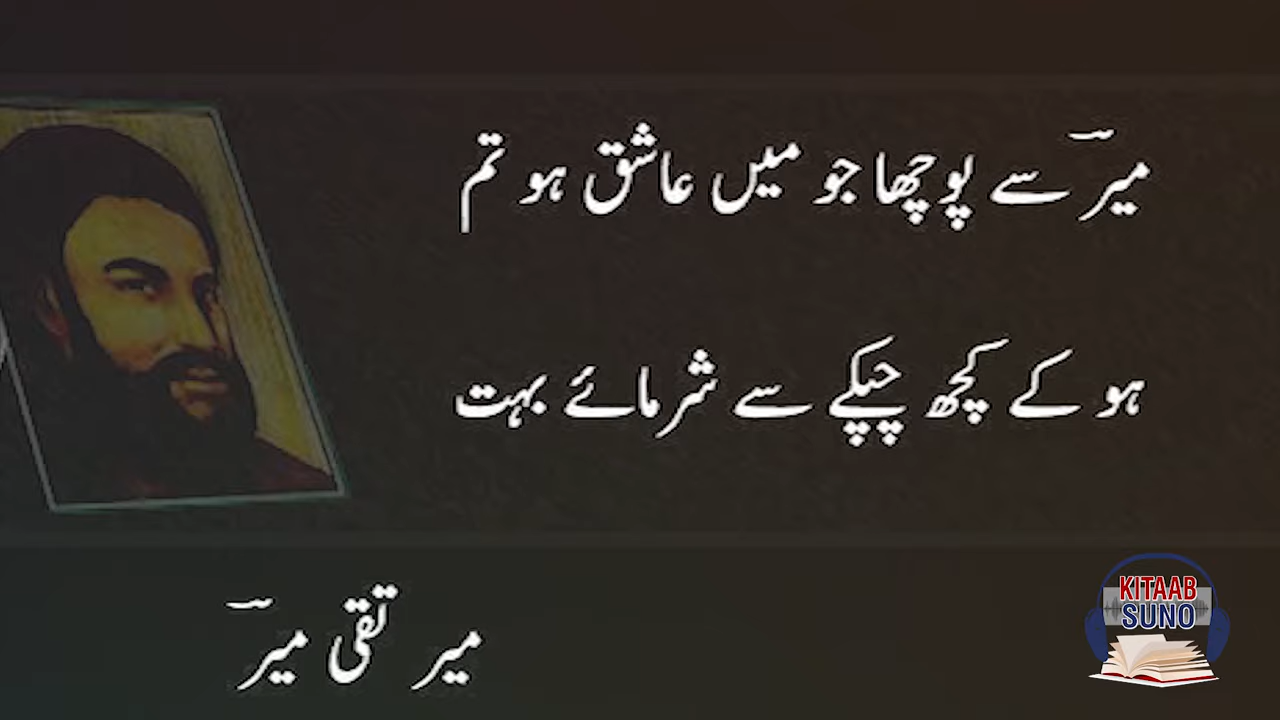 میرؔ سے پوچھا جو میں عاشق ہو تم
ہو کے کچھ چپکے سے شرمائے بہت
میر تقی میرؔ
KITAAB
SUNO